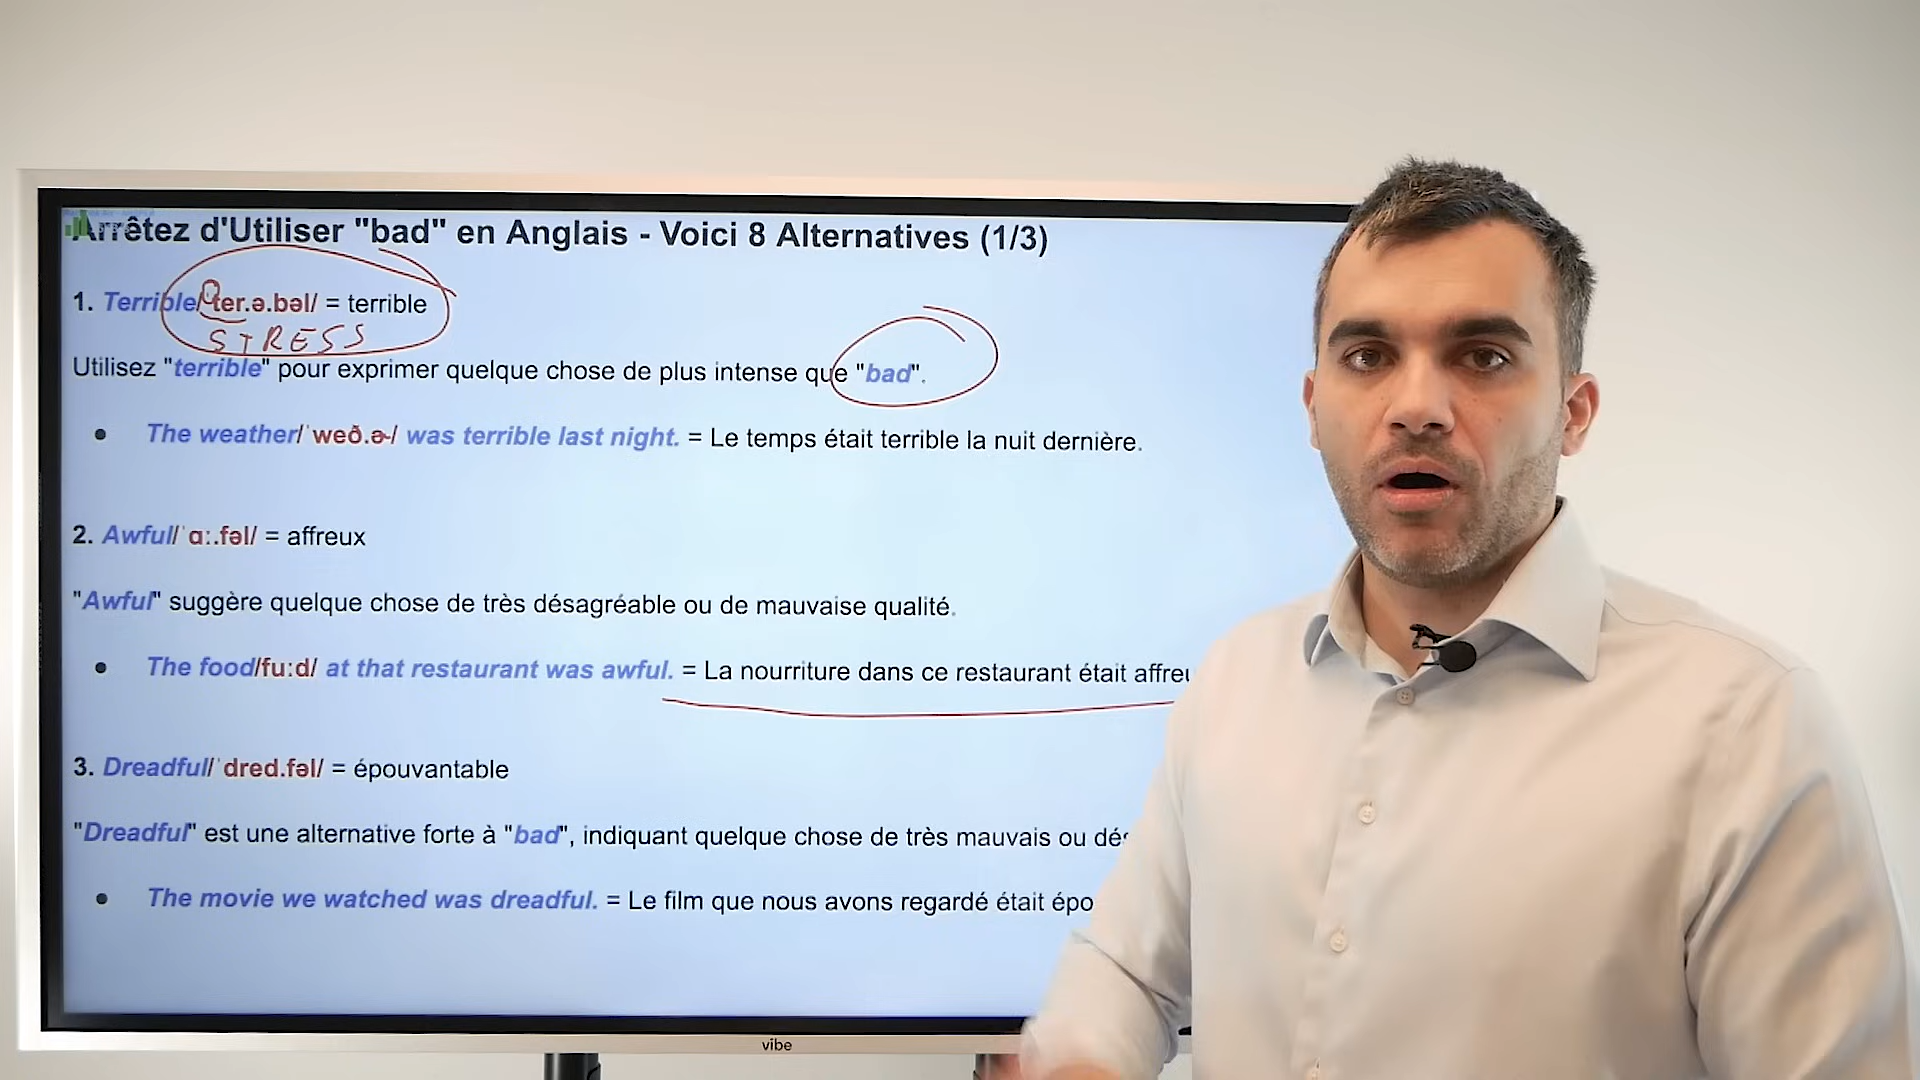 Arrêtez d'Utiliser "bad" en Anglais - Voici 8 Alternatives (1/3)
1. Terrible/ˈter.ə.bəl/ = terrible
STRESS
Utilisez "terrible" pour exprimer quelque chose de plus intense que "bad".
• The weather/ˈweð.ɚ/ was terrible last night. = Le temps était terrible la nuit dernière.
2. Awful/ˈɑː.fəl/ = affreux
"Awful" suggère quelque chose de très désagréable ou de mauvaise qualité.
• The food/fuːd/ at that restaurant was awful. = La nourriture dans ce restaurant était affreu
3. Dreadful/ˈdred.fəl/ = épouvantable
"Dreadful" est une alternative forte à "bad", indiquant quelque chose de très mauvais ou dés
• The movie we watched was dreadful. = Le film que nous avons regardé était épo
vibe